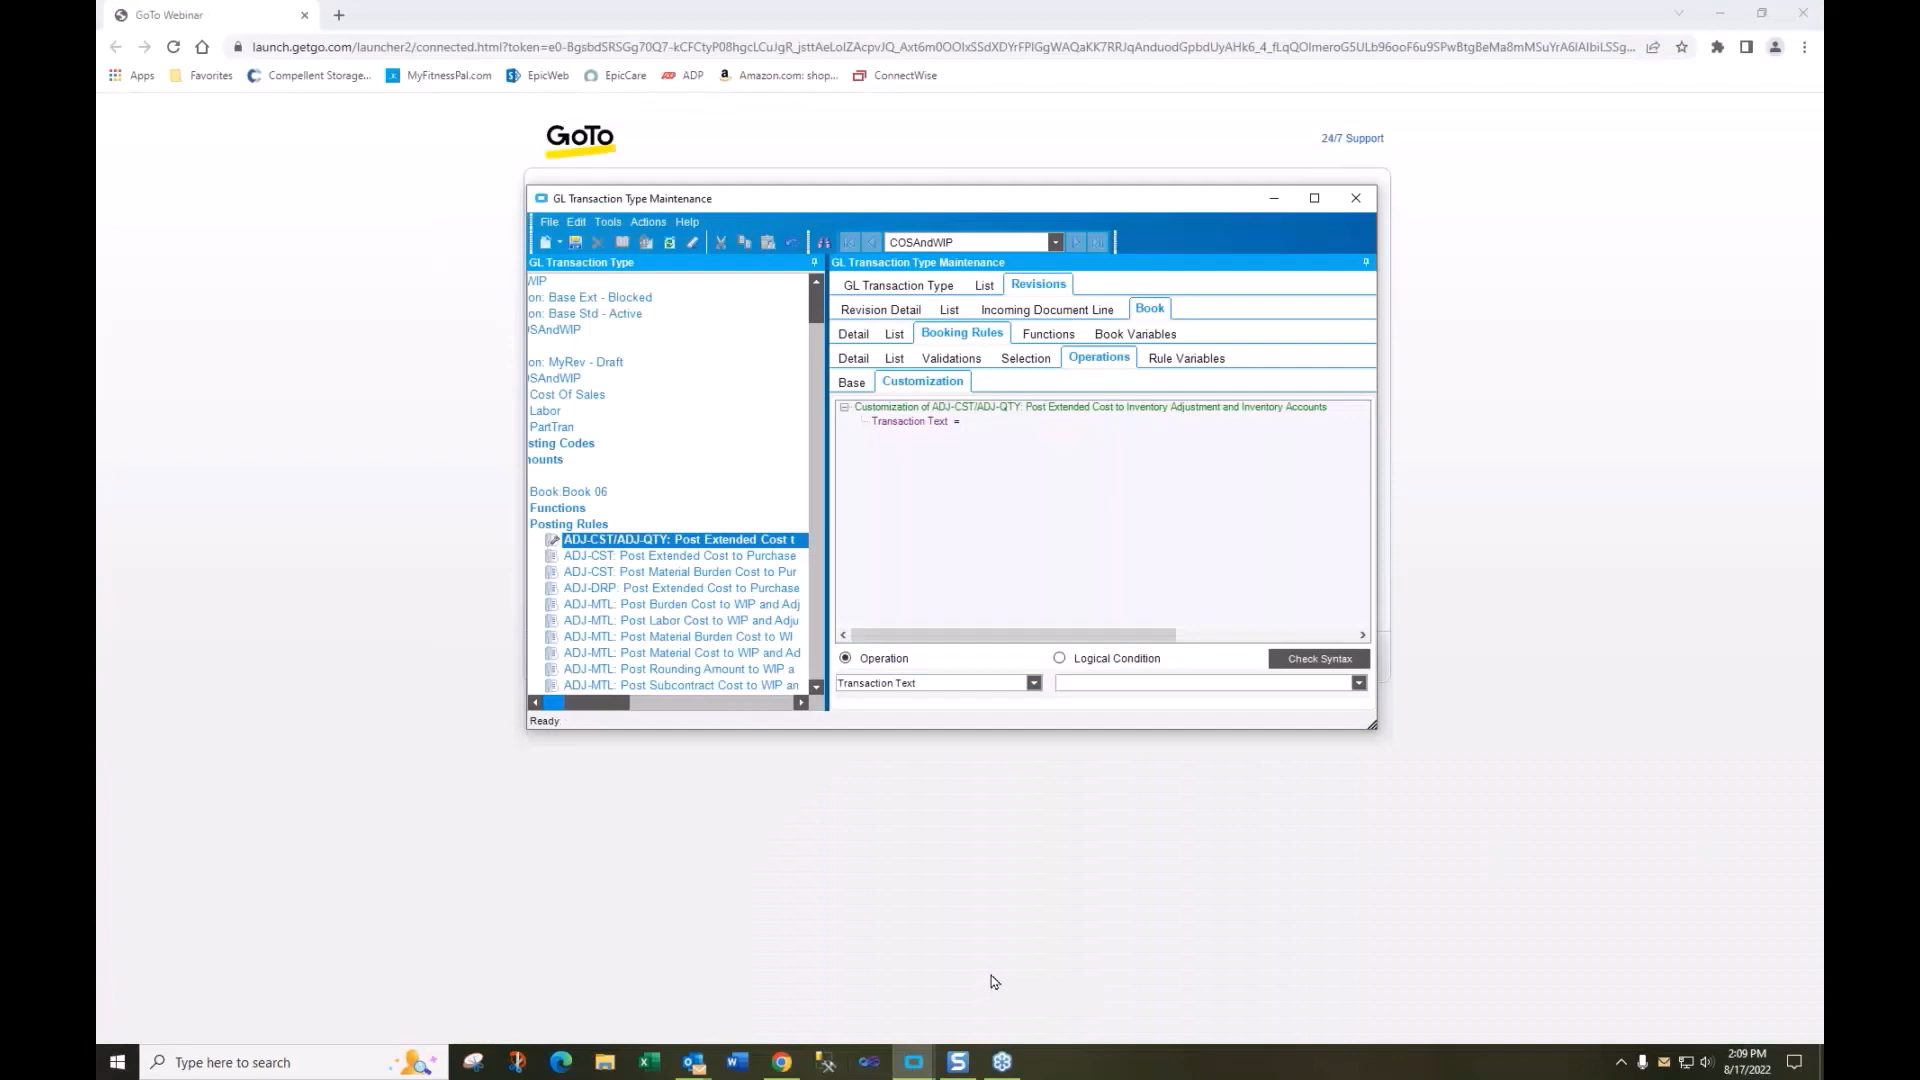 GoTo Webinar
launch.getgo.com/launcher2/connected.html?token=e0-BgsbdSRSGg70Q7-kCFCtyP08hgcLCuJgR_jsttAeLoIZAcpvJQ_Axt6m0OOIxSSdXDYrFPlGgWAQaKK7RRJqAnduodGpbdUyAHk6_4_fLqQOImeroG5ULb96ooF6u9SPwBtgBeMa8mMSuYrA6IAIbiLSSg...
Apps Favorites Compellent Storage... MyFitnessPal.com EpicWeb EpicCare ADP Amazon.com: shop... ConnectWise
GoTo
24/7 Support
GL Transaction Type Maintenance
File Edit Tools Actions Help
COSAndWIP
GL Transaction Type
GL Transaction Type Maintenance
WIP
on: Base Ext - Blocked
on: Base Std - Active
SAndWIP
on: MyRev - Draft
SAndWIP
Cost Of Sales
Labor
PartTran
sting Codes
ounts
Book:Book 06
Functions
Posting Rules
ADJ-CST/ADJ-QTY: Post Extended Cost t
ADJ-CST: Post Extended Cost to Purchase
ADJ-CST: Post Material Burden Cost to Pur
ADJ-DRP: Post Extended Cost to Purchase
ADJ-MTL: Post Burden Cost to WIP and Adj
ADJ-MTL: Post Labor Cost to WIP and Adju
ADJ-MTL: Post Material Burden Cost to WI
ADJ-MTL: Post Material Cost to WIP and Ad
ADJ-MTL: Post Rounding Amount to WIP a
ADJ-MTL: Post Subcontract Cost to WIP an
GL Transaction Type List Revisions
Revision Detail List Incoming Document Line Book
Detail List Booking Rules Functions Book Variables
Detail List Validations Selection Operations Rule Variables
Base Customization
Customization of ADJ-CST/ADJ-QTY: Post Extended Cost to Inventory Adjustment and Inventory Accounts
Transaction Text =
Operation Logical Condition Check Syntax
Transaction Text
Ready
Type here to search
2:09 PM
8/17/2022